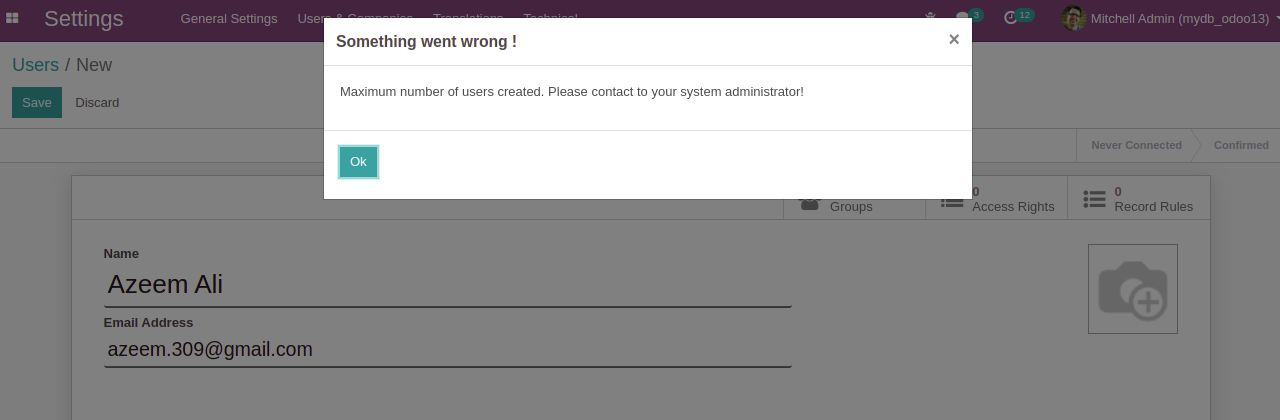 Settings
General Settings
Users & Companies
Translations
Technical
3
12
Mitchell Admin (mydb_odoo13)
Something went wrong !
×
Users / New
Maximum number of users created. Please contact to your system administrator!
Save
Discard
Never Connected
Confirmed
Ok
Groups
0
Access Rights
0
Record Rules
Name
Azeem Ali
Email Address
azeem.309@gmail.com